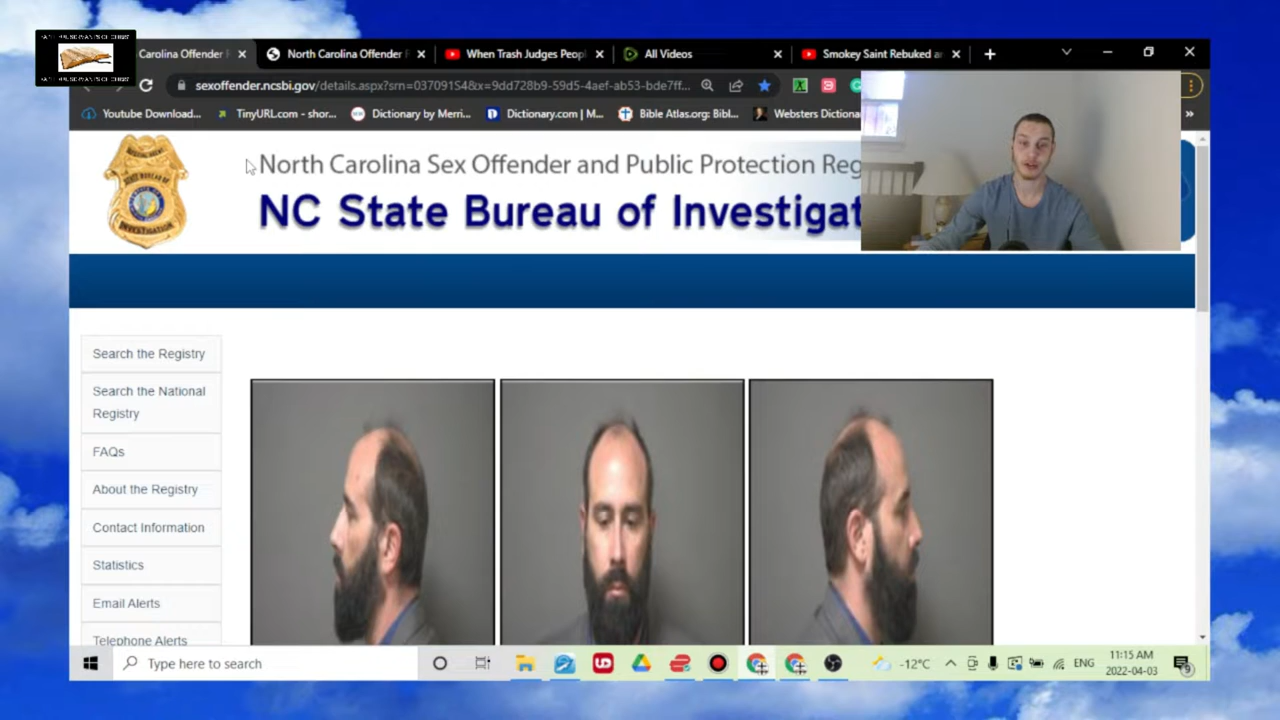 Carolina Offender
North Carolina Offender
When Trash Judges Peopl
All Videos
Smokey Saint Rebuked
sexoffender.ncsbi.gov/details.aspx?srn=037091S4&x=9dd728b9-59d5-4aef-ab53-bde7ff...
Youtube Download...
TinyURL.com - shor...
Dictionary by Merri...
Dictionary.com | M...
Bible Atlas.org: Bibl...
Websters Dictiona
North Carolina Sex Offender and Public Protection Reg
NC State Bureau of Investigat
Search the Registry
Search the National
Registry
FAQs
About the Registry
Contact Information
Statistics
Email Alerts
Telephone Alerts
Type here to search
-12°C
ENG
11:15 AM
2022-04-03